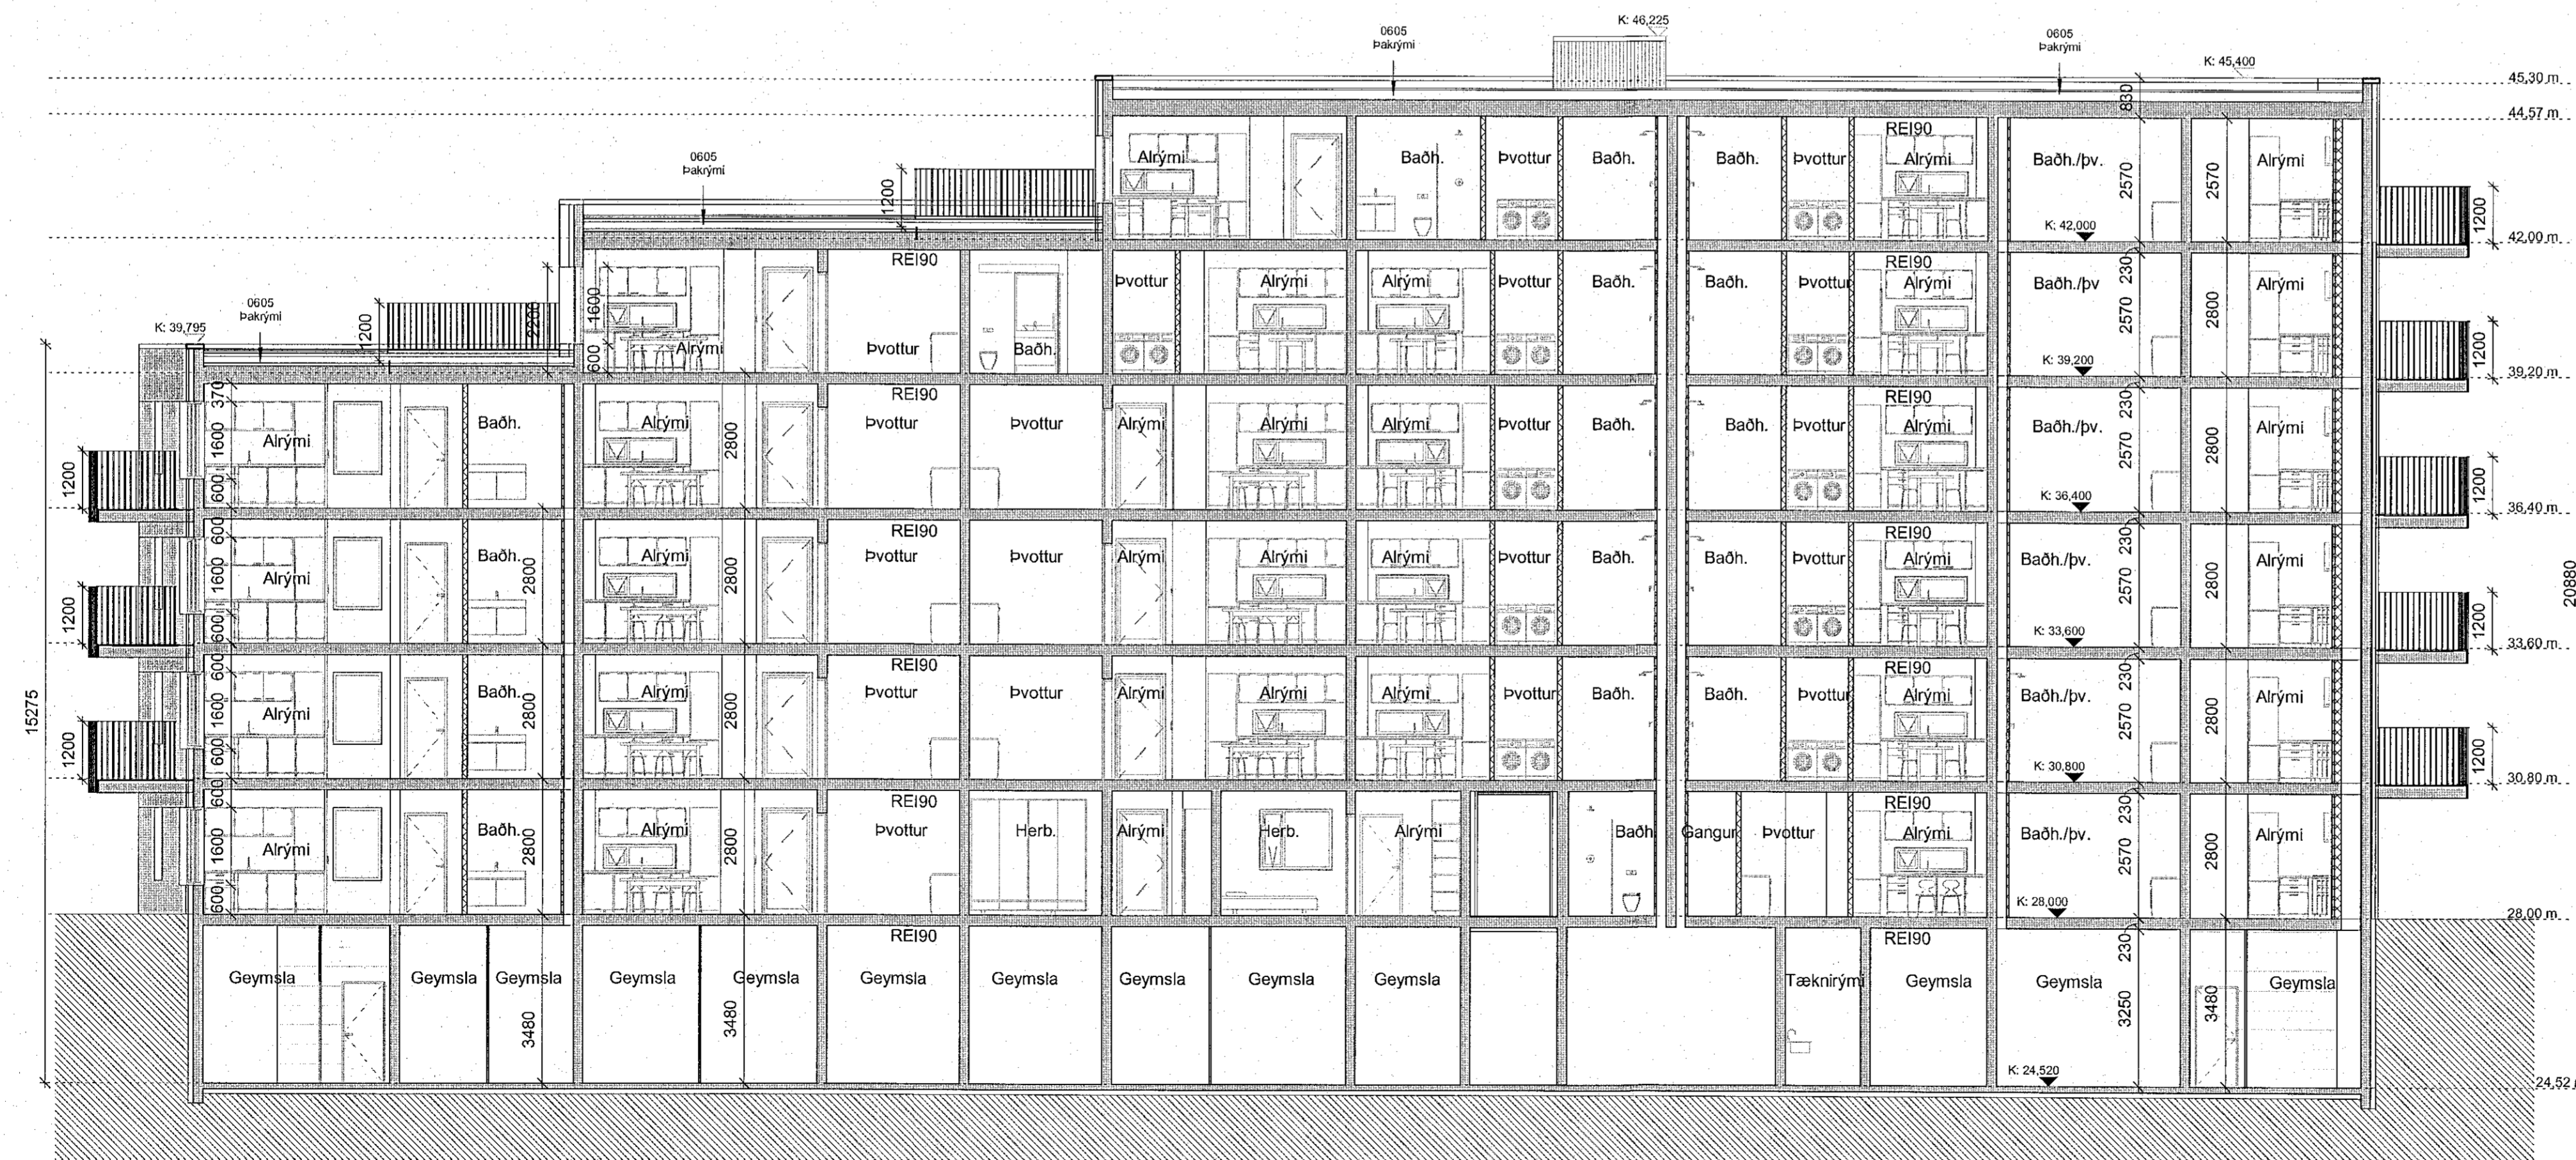 K: 46,225
0605
Þakrými
0605
Þakrými
K: 45,400
45,30 m
830
44,57 m
REI90
Alrými
Baðh.
Þvottur
Baðh.
Baðh.
Þvottur
Alrými
Baðh./þv.
2570
2570
Alrými
0605
Þakrými
1200
K: 42,000
1200
42,00 m
REI90
REI90
230
1600
Þvottur
Alrými
Alrými
Þvottur
Baðh.
Baðh.
Þvottur
Alrými
Baðh./þv
2570
2800
Alrými
0605
Þakrými
K: 39,795
1200
2200
600
Alrými
Þvottur
Baðh.
K: 39,200
1200
39,20 m
370
REI90
REI90
230
1600
Alrými
Baðh.
Alrými
2800
Þvottur
Þvottur
Alrými
Alrými
Alrými
Þvottur
Baðh.
Baðh.
Þvottur
Alrými
Baðh./þv.
2570
2800
Alrými
1200
600
K: 36,400
1200
36,40 m
600
REI90
REI90
230
1600
Alrými
Baðh.
2800
Alrými
2800
Þvottur
Þvottur
Alrými
Alrými
Alrými
Þvottur
Baðh.
Baðh.
Þvottur
Alrými
Baðh./þv.
2570
2800
Alrými
20880
1200
600
K: 33,600
1200
33,60 m
600
REI90
REI90
230
15275
1600
Alrými
Baðh.
2800
Alrými
2800
Þvottur
Þvottur
Alrými
Alrými
Alrými
Þvottur
Baðh.
Baðh.
Þvottur
Alrými
Baðh./þv.
2570
2800
Alrými
1200
600
K: 30,800
1200
30,80 m
600
REI90
REI90
230
1600
Alrými
Baðh.
2800
Alrými
2800
Þvottur
Herb.
Alrými
Herb.
Alrými
Baðh
Gangur
Þvottur
Alrými
Baðh./þv.
2570
2800
Alrými
600
K: 28,000
28,00 m
REI90
REI90
230
Geymsla
Geymsla
Geymsla
Geymsla
Geymsla
Geymsla
Geymsla
Geymsla
Geymsla
Geymsla
Tæknirými
Geymsla
Geymsla
Geymsla
3480
3480
3250
3480
K: 24,520
24,52